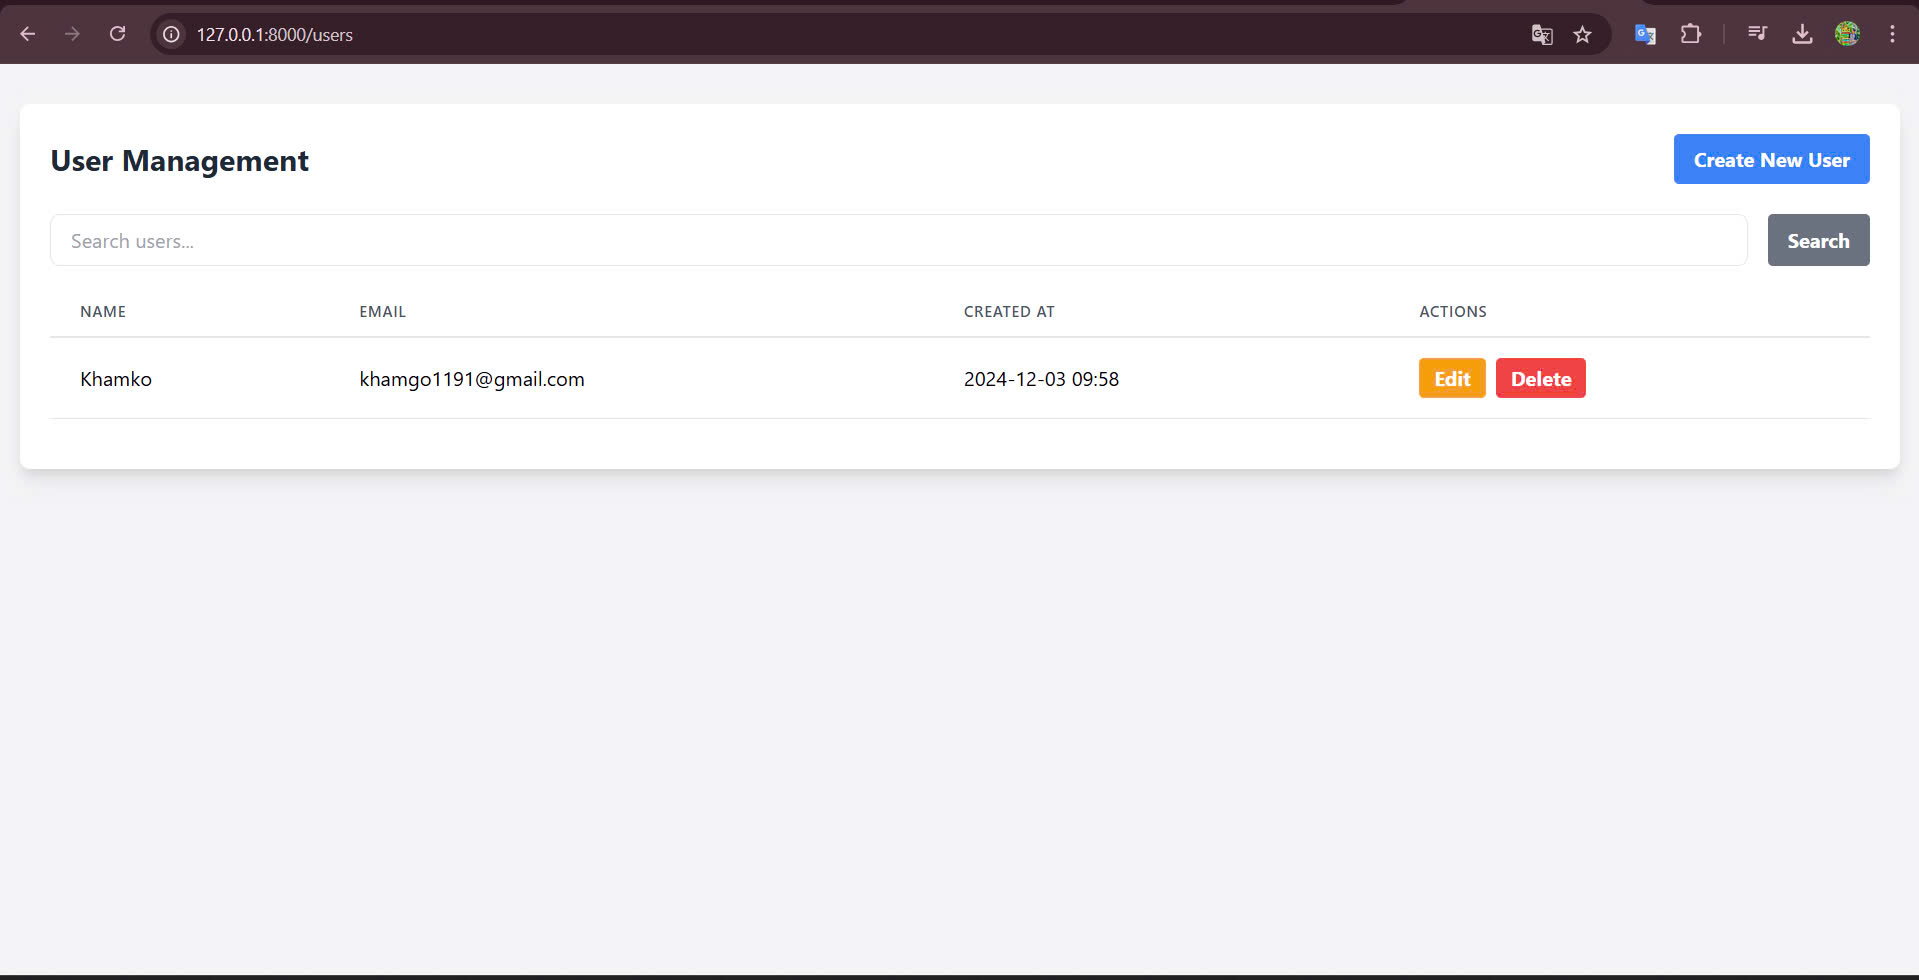 127.0.0.1:8000/users
User Management
Create New User
Search users...
Search
NAME EMAIL CREATED AT ACTIONS
Khamko khamgo1191@gmail.com 2024-12-03 09:58 Edit Delete